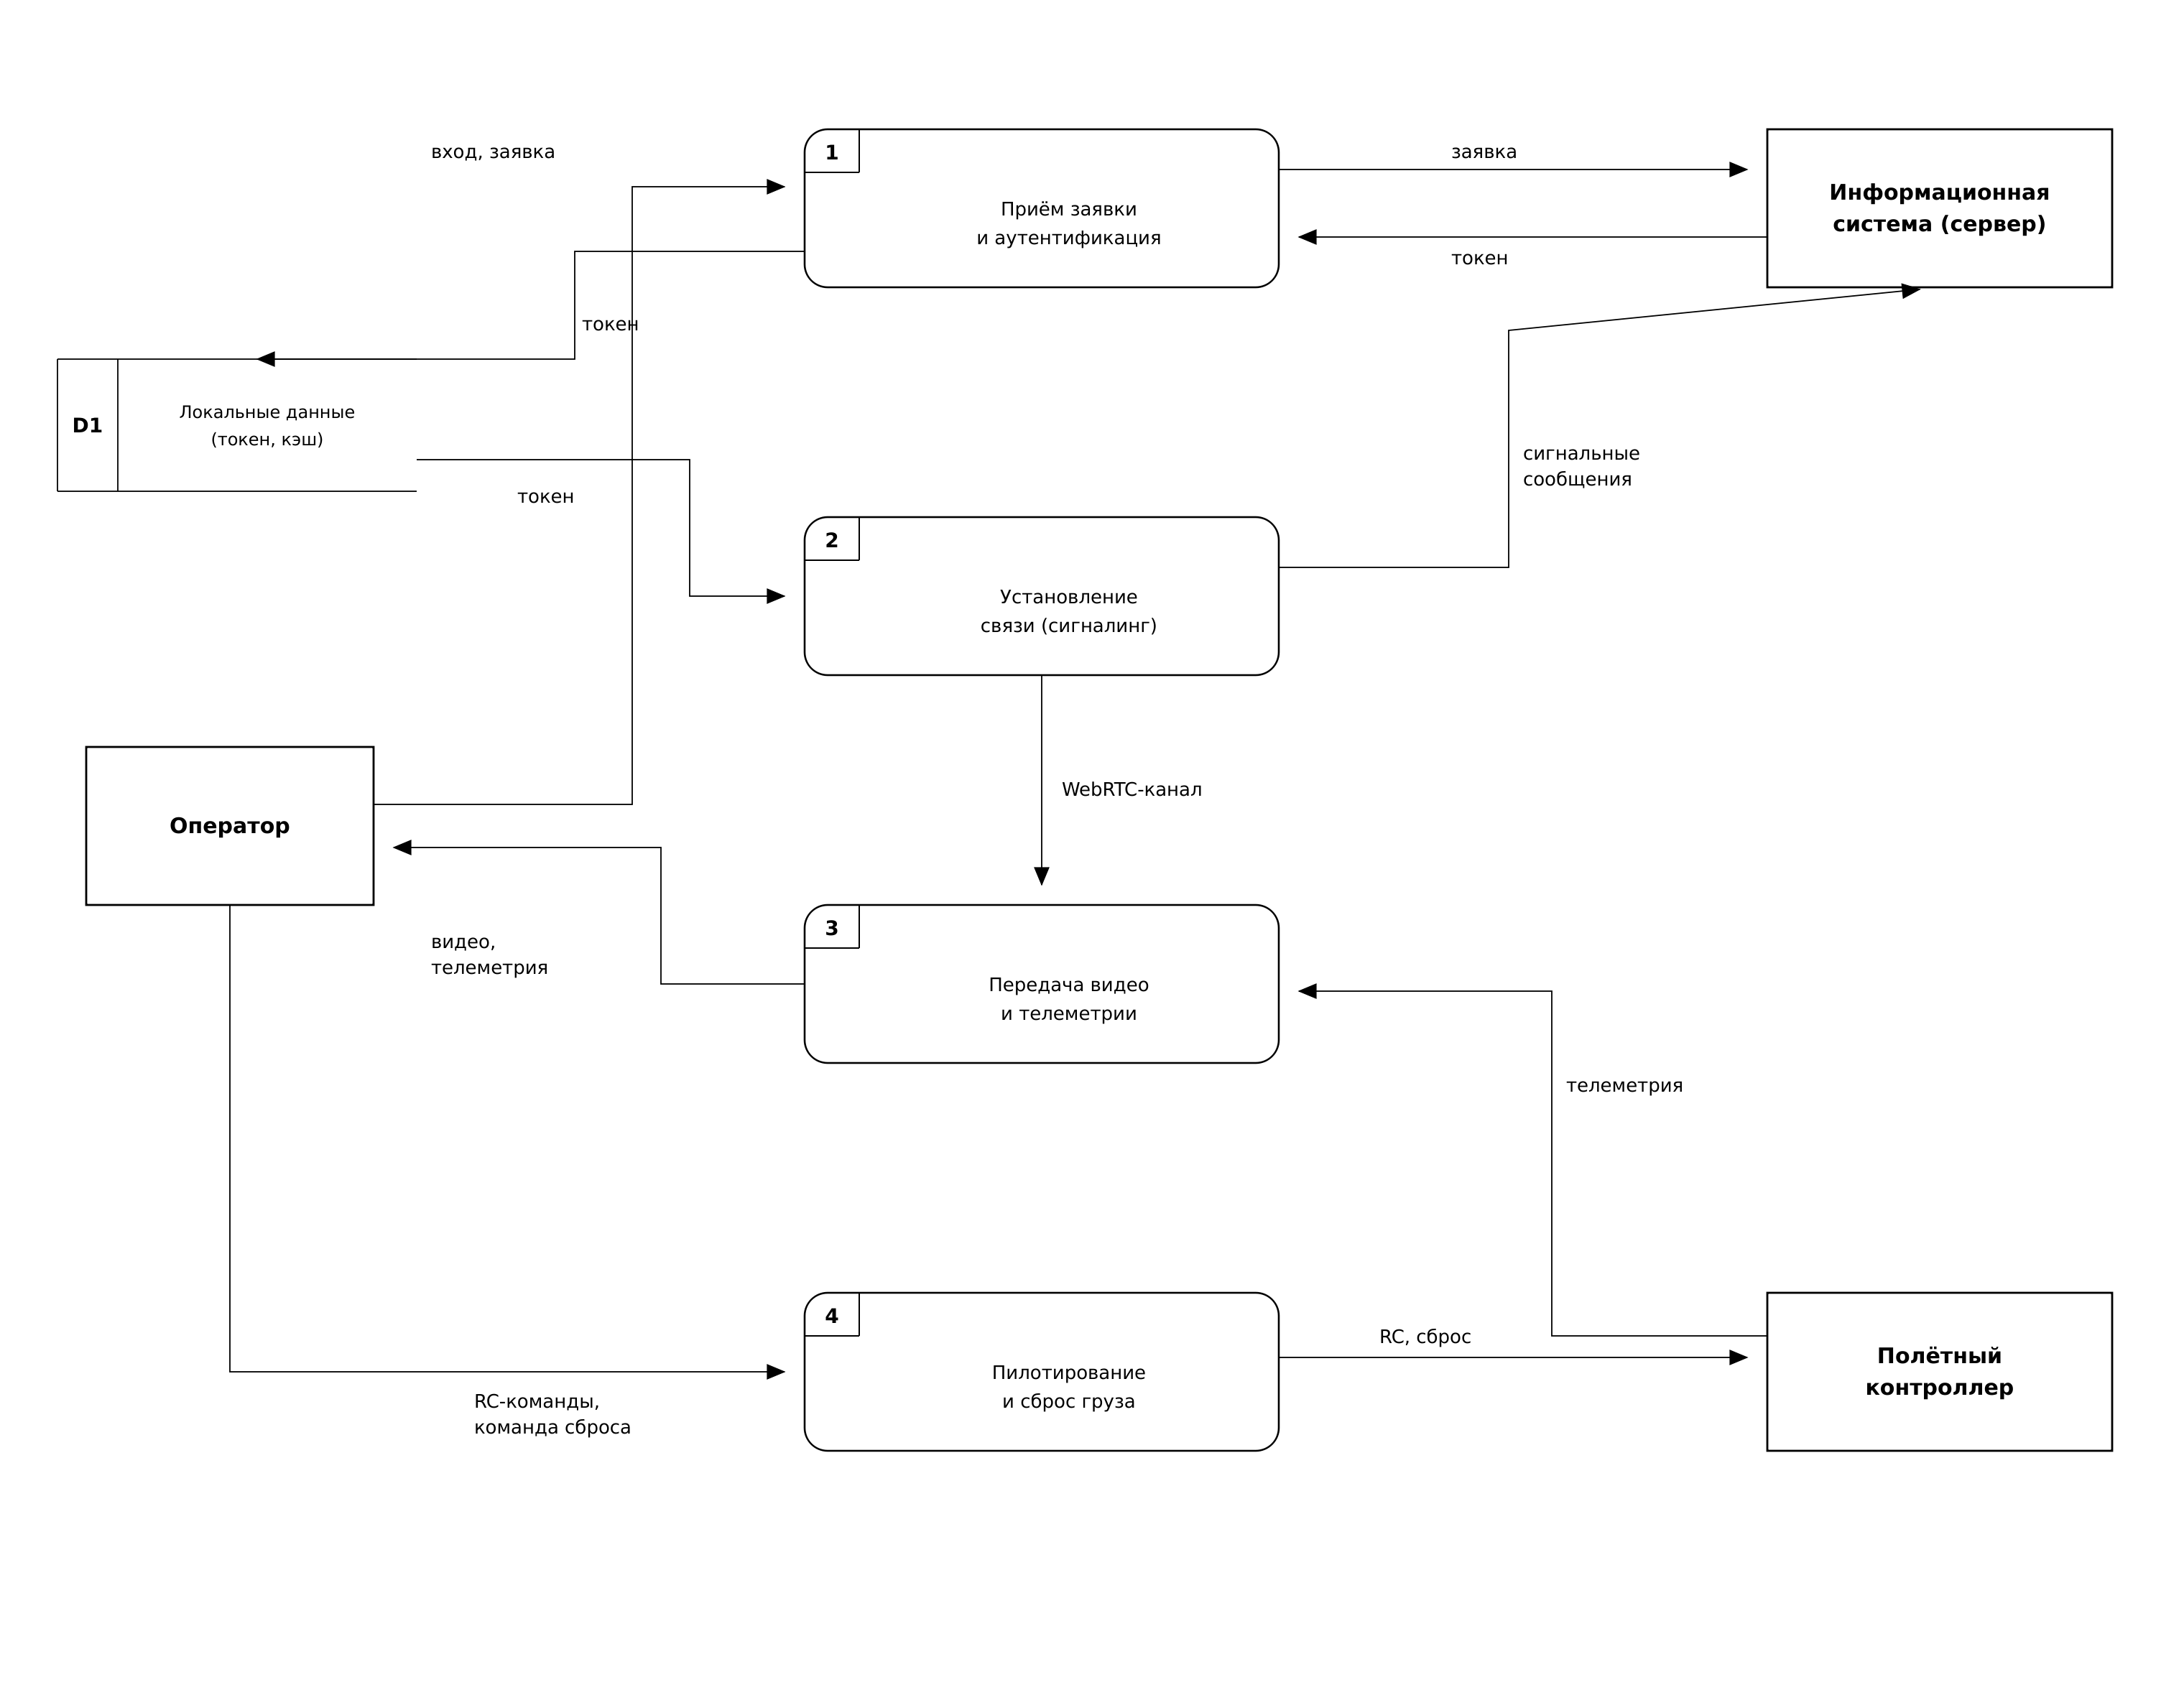 вход, заявка
1
Приём заявки
и аутентификация
заявка
токен
Информационная
система (сервер)
токен
D1
Локальные данные
(токен, кэш)
токен
сигнальные
сообщения
2
Установление
связи (сигналинг)
WebRTC-канал
Оператор
видео,
телеметрия
3
Передача видео
и телеметрии
телеметрия
4
Пилотирование
и сброс груза
RC, сброс
Полётный
контроллер
RC-команды,
команда сброса